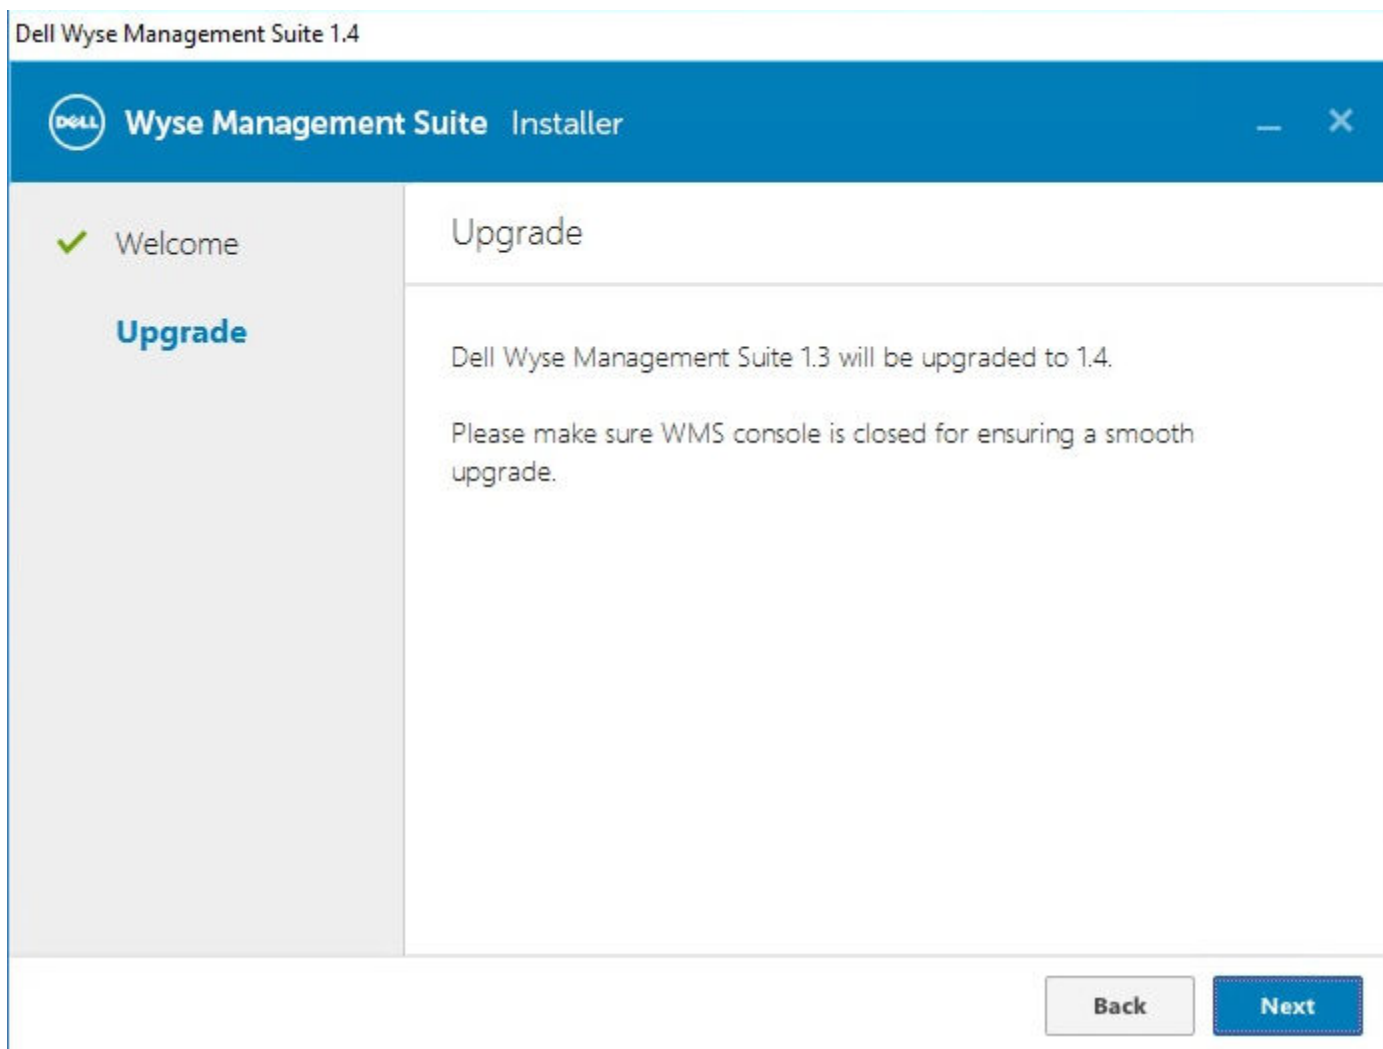 Dell Wyse Management Suite 1.4
DELL Wyse Management Suite Installer
Welcome
Upgrade
Upgrade
Dell Wyse Management Suite 1.3 will be upgraded to 1.4.
Please make sure WMS console is closed for ensuring a smooth
upgrade.
Back
Next